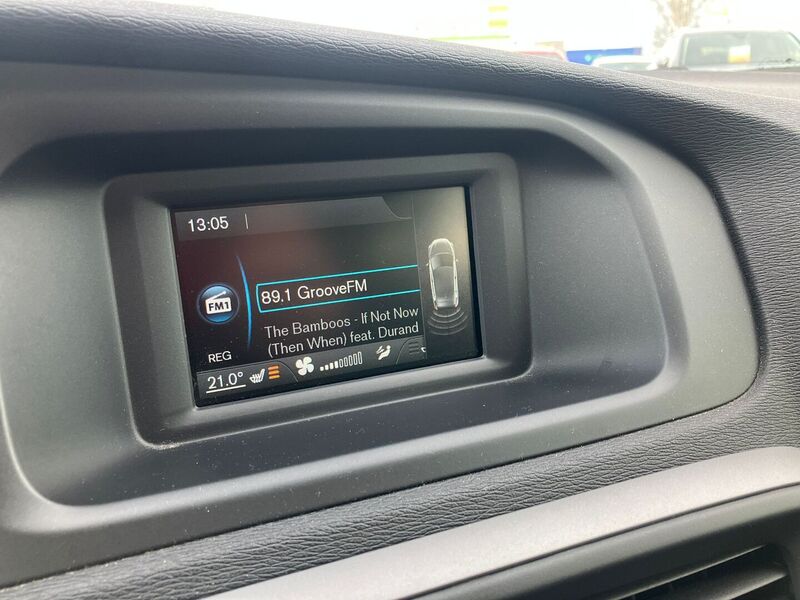 13:05
FM1
89.1 GrooveFM
The Bamboos - If Not Now
(Then When) feat. Durand
REG
21.0°